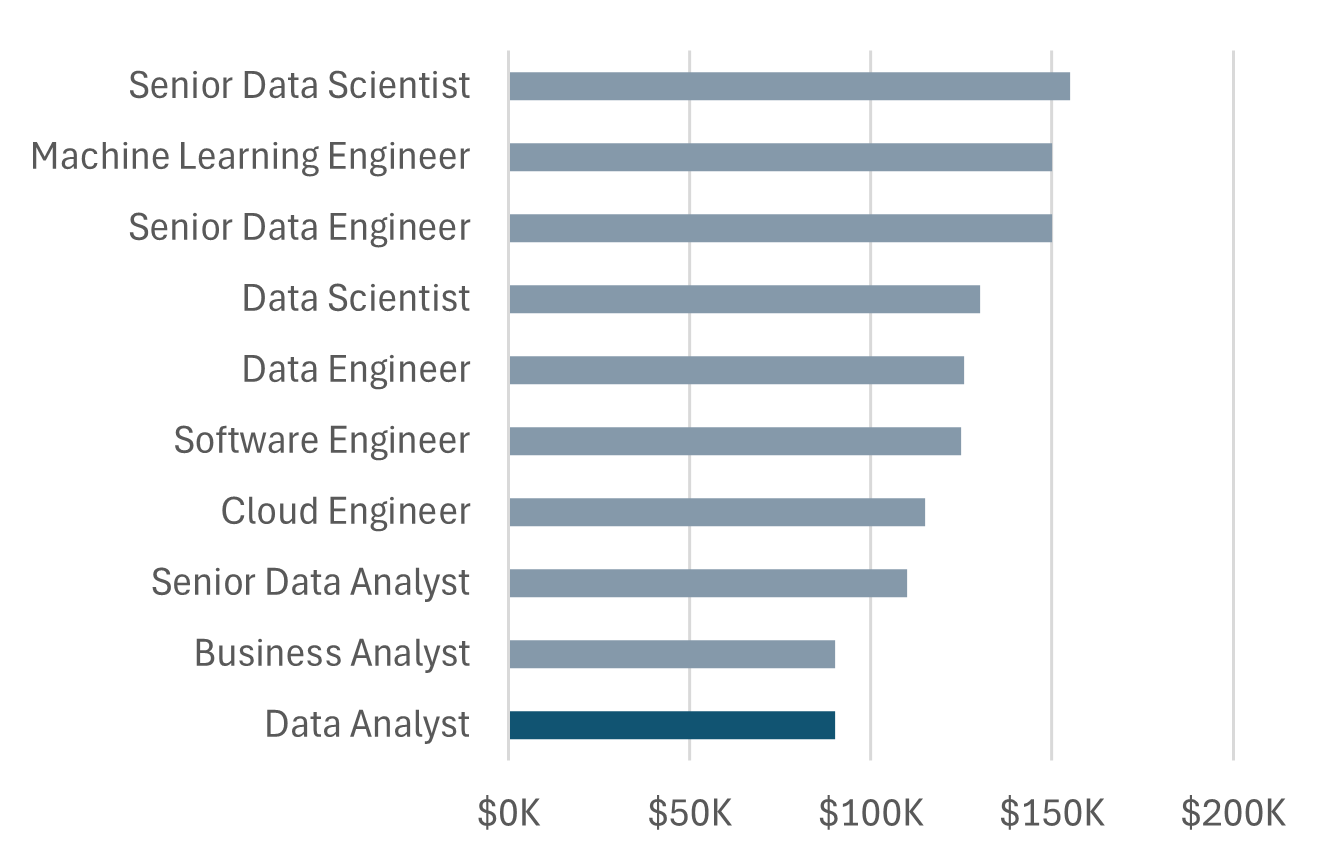 Senior Data Scientist
Machine Learning Engineer
Senior Data Engineer
Data Scientist
Data Engineer
Software Engineer
Cloud Engineer
Senior Data Analyst
Business Analyst
Data Analyst
$0K $50K $100K $150K $200K